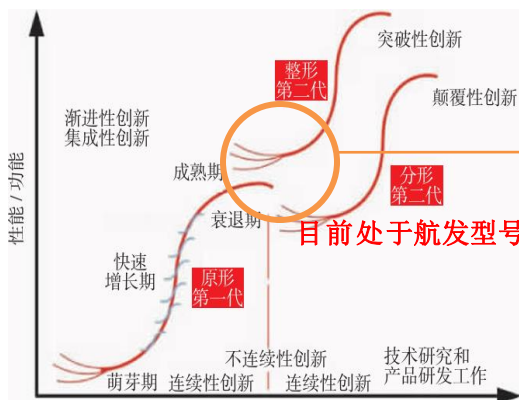 突破性创新
整形
第二代
颠覆性创新
渐进性创新
集成性创新
成熟期
分形
第二代
性能/功能
衰退期
目前处于航发型号
快速
增长期
原形
第一代
不连续性创新
技术研究和
产品研发工作
萌芽期
连续性创新
连续性创新